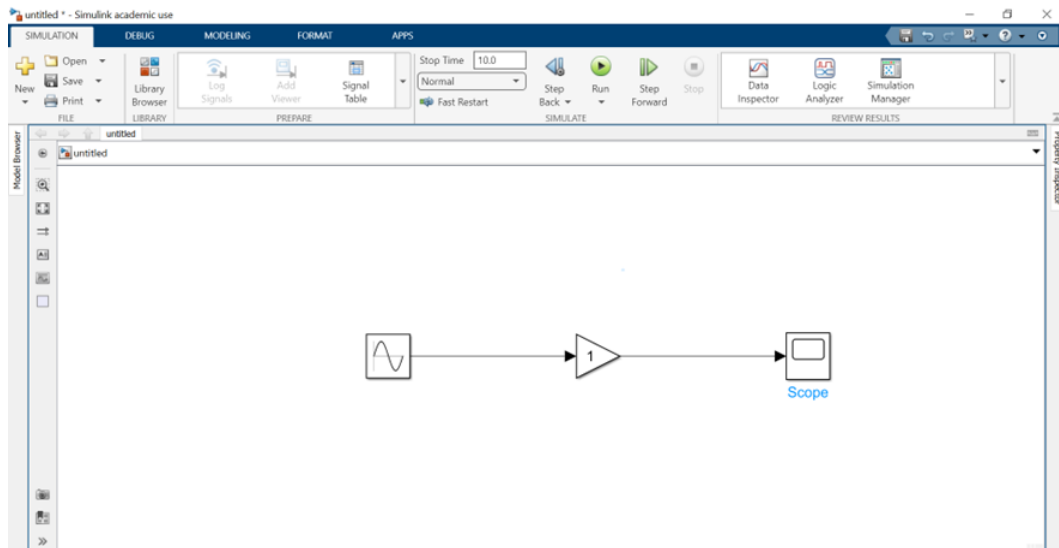 untitled * - Simulink academic use
SIMULATION DEBUG MODELING FORMAT APPS
New
Open
Save
Print
FILE
Library Browser
LIBRARY
Log Signals
Add Viewer
Signal Table
PREPARE
Stop Time 10.0
Normal
Fast Restart
Step Back
Run
Step Forward
Stop
SIMULATE
Data Inspector
Logic Analyzer
Simulation Manager
REVIEW RESULTS
Model Browser
untitled
untitled
Property Inspector
1
Scope